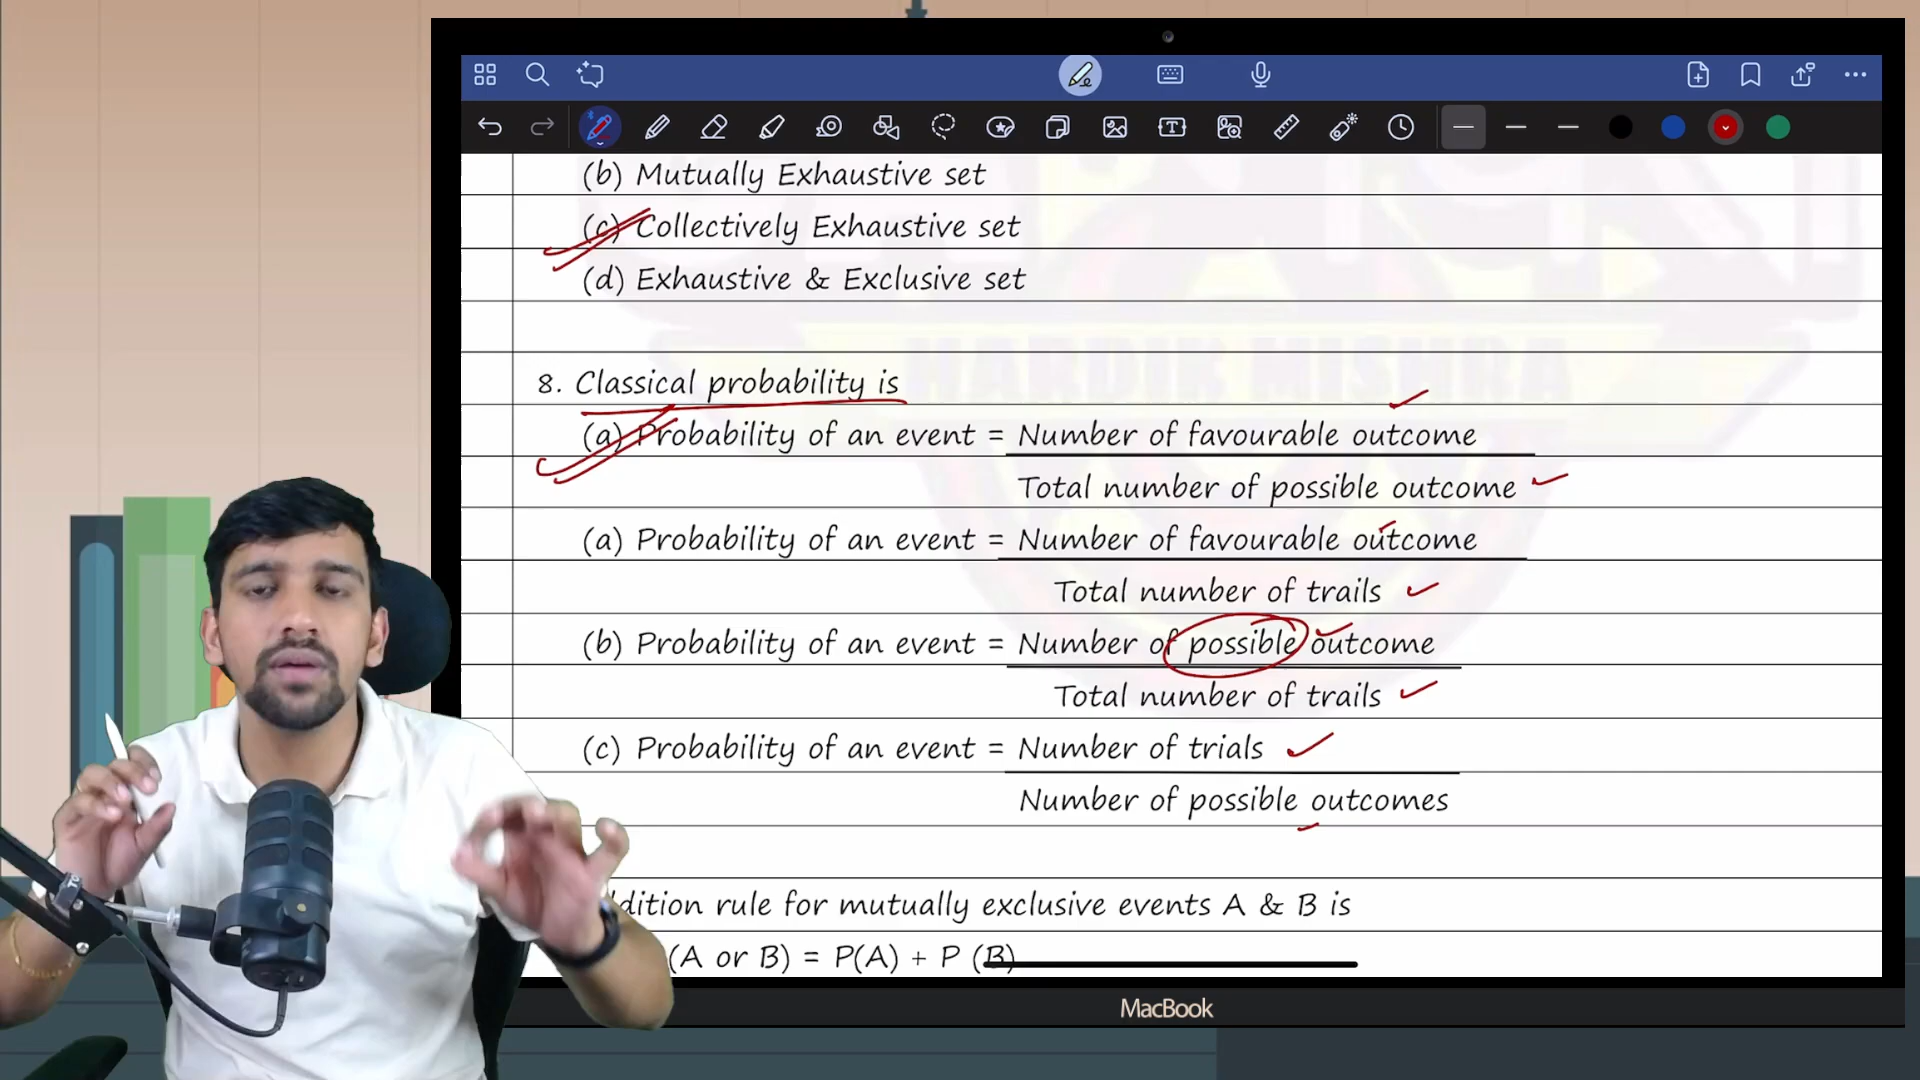 (b) Mutually Exhaustive set
(c) Collectively Exhaustive set
(d) Exhaustive & Exclusive set
HARDIK MISHRA
8. Classical probability is
(a) Probability of an event = Number of favourable outcome
Total number of possible outcome
(a) Probability of an event = Number of favourable outcome
Total number of trails
(b) Probability of an event = Number of possible outcome
Total number of trails
(c) Probability of an event = Number of trials
Number of possible outcomes
dition rule for mutually exclusive events A & B is
(A or B) = P(A) + P (B)
MacBook